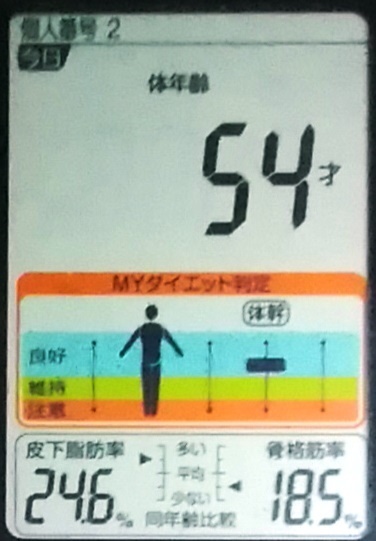 個人番号 2
今日
体年齢
54才
MYダイエット判定
体幹
良好
維持
注意
皮下脂肪率
24.6%
多い
平均
少ない
同年齢比較
骨格筋率
18.5%